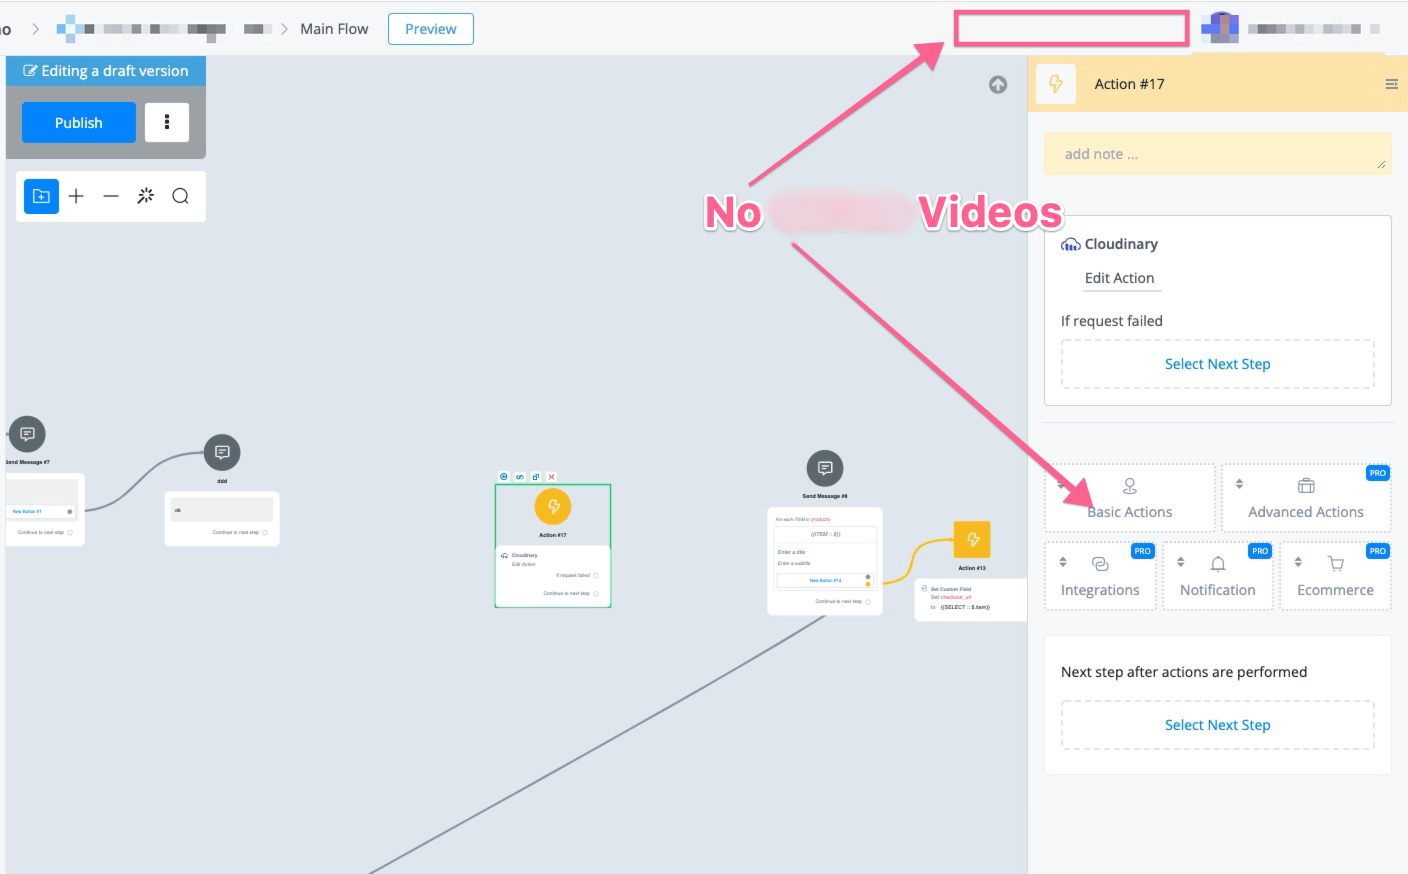 no
Main Flow
Preview
Editing a draft version
Publish
No
Videos
Action #17
add note ...
Cloudinary
Edit Action
If request failed
Select Next Step
PRO
Basic Actions
Advanced Actions
PRO
PRO
PRO
Integrations
Notification
Ecommerce
Next step after actions are performed
Select Next Step
Send Message #7
New Button #1
Continue to next step
ddd
ok
Continue to next step
Action #17
Cloudinary
Edit Action
If request failed
Continue to next step
Send Message #8
For each ITEM in products
{{ITEM :: $}}
Enter a title
Enter a subtitle
New Button #14
Continue to next step
Action #13
Set Custom Field
Set checkout_url
to {{SELECT :: $.item}}